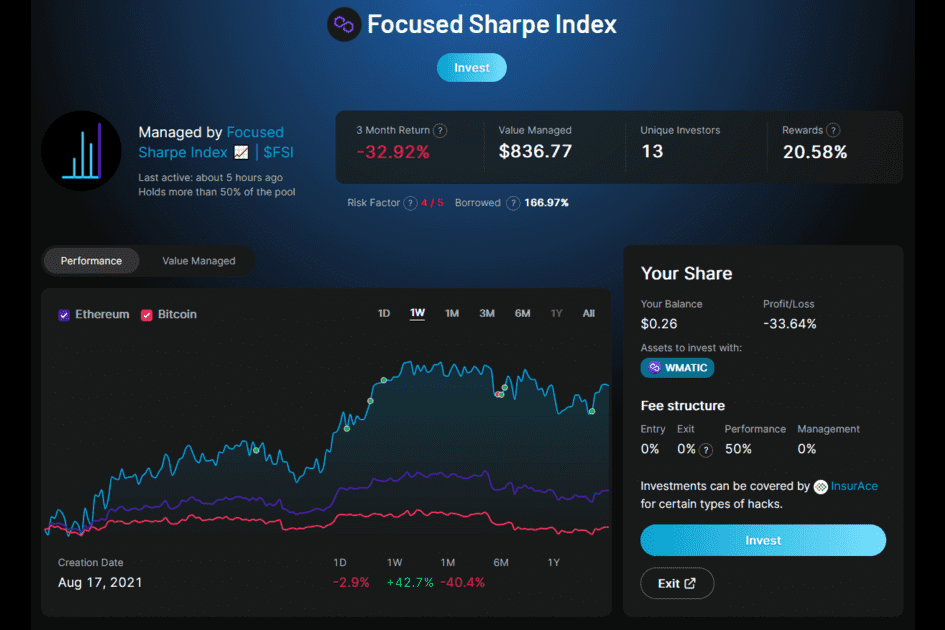 Focused Sharpe Index
Invest
Managed by Focused
Sharpe Index | $FSI
Last active: about 5 hours ago
Holds more than 50% of the pool
3 Month Return ?
-32.92%
Value Managed
$836.77
Unique Investors
13
Rewards ?
20.58%
Risk Factor ? 4 / 5 Borrowed ? 166.97%
Performance Value Managed
Ethereum Bitcoin
1D 1W 1M 3M 6M 1Y All
Creation Date
Aug 17, 2021
1D 1W 1M 6M 1Y
-2.9% +42.7% -40.4%
Your Share
Your Balance Profit/Loss
$0.26 -33.64%
Assets to invest with:
WMATIC
Fee structure
Entry Exit Performance Management
0% 0% ? 50% 0%
Investments can be covered by InsurAce
for certain types of hacks.
Invest
Exit